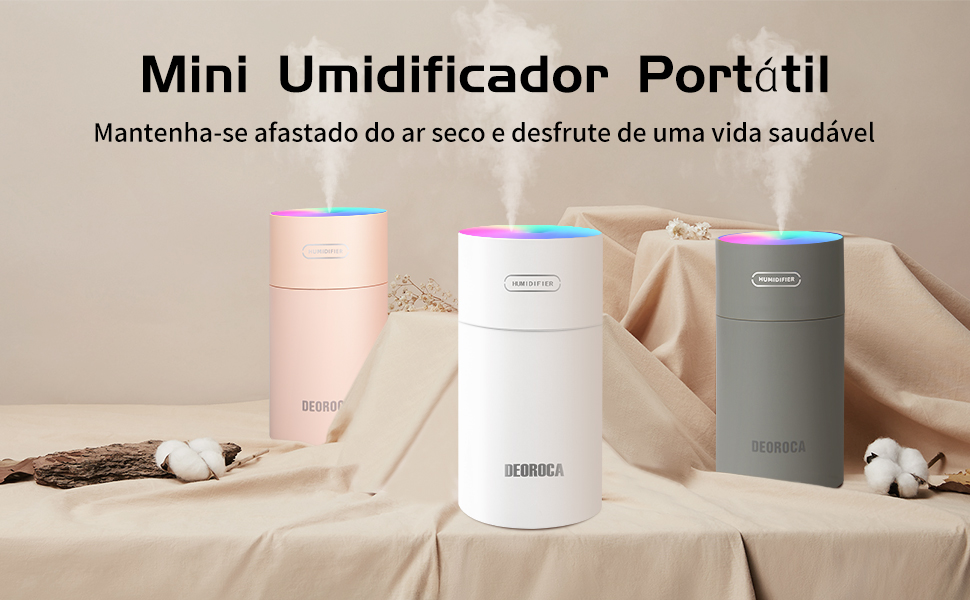 Mini Umidificador Portátil
Mantenha-se afastado do ar seco e desfrute de uma vida saudável
HUMIDIFIER
HUMIDIFIER
HUMIDIFIER
DEOROCA
DEOROCA